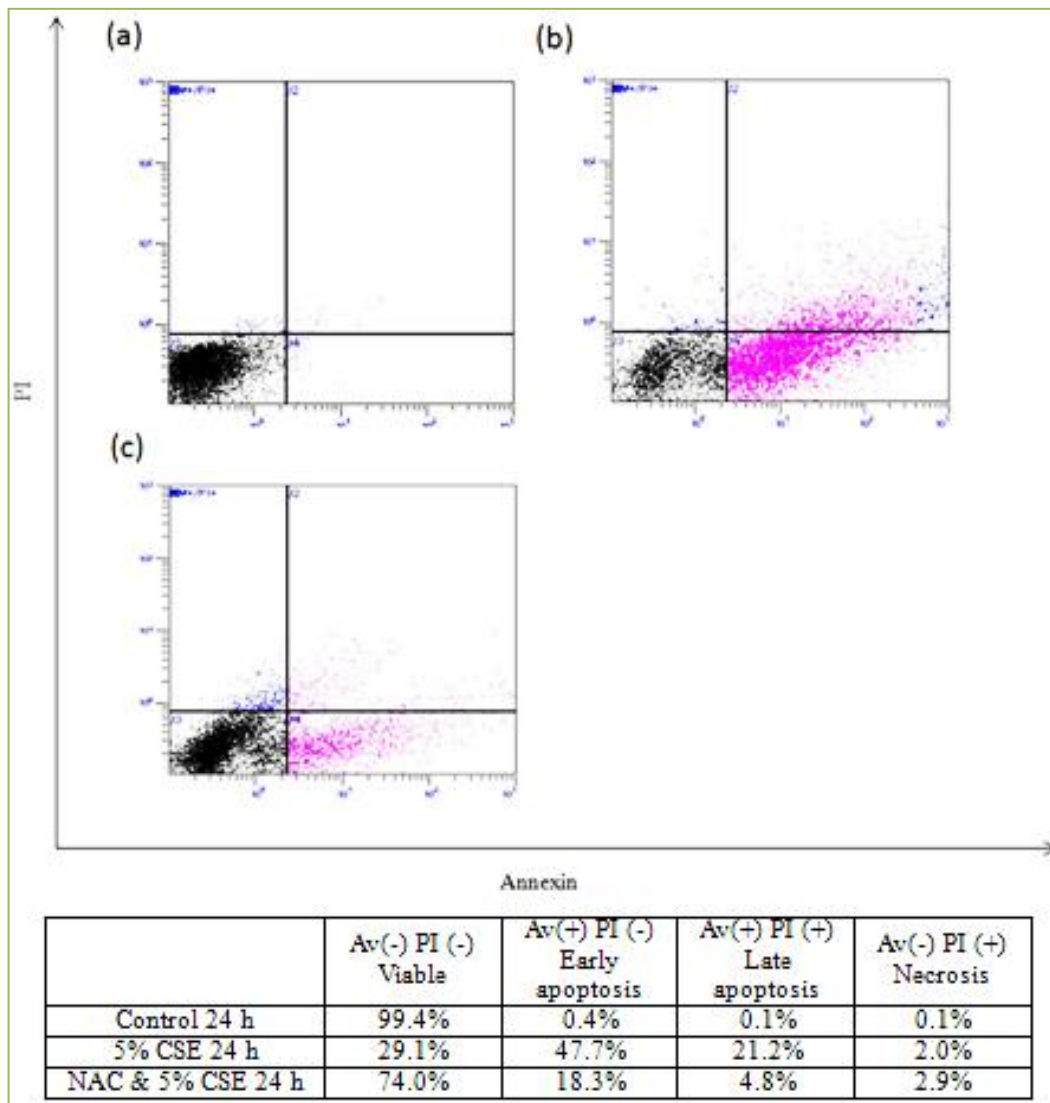 (a)
(b)
(c)
PI
Annexin
Av(-) PI (-) Viable | Av(+) PI (-) Early apoptosis | Av(+) PI (+) Late apoptosis | Av(-) PI (+) Necrosis
Control 24 h | 99.4% | 0.4% | 0.1% | 0.1%
5% CSE 24 h | 29.1% | 47.7% | 21.2% | 2.0%
NAC & 5% CSE 24 h | 74.0% | 18.3% | 4.8% | 2.9%